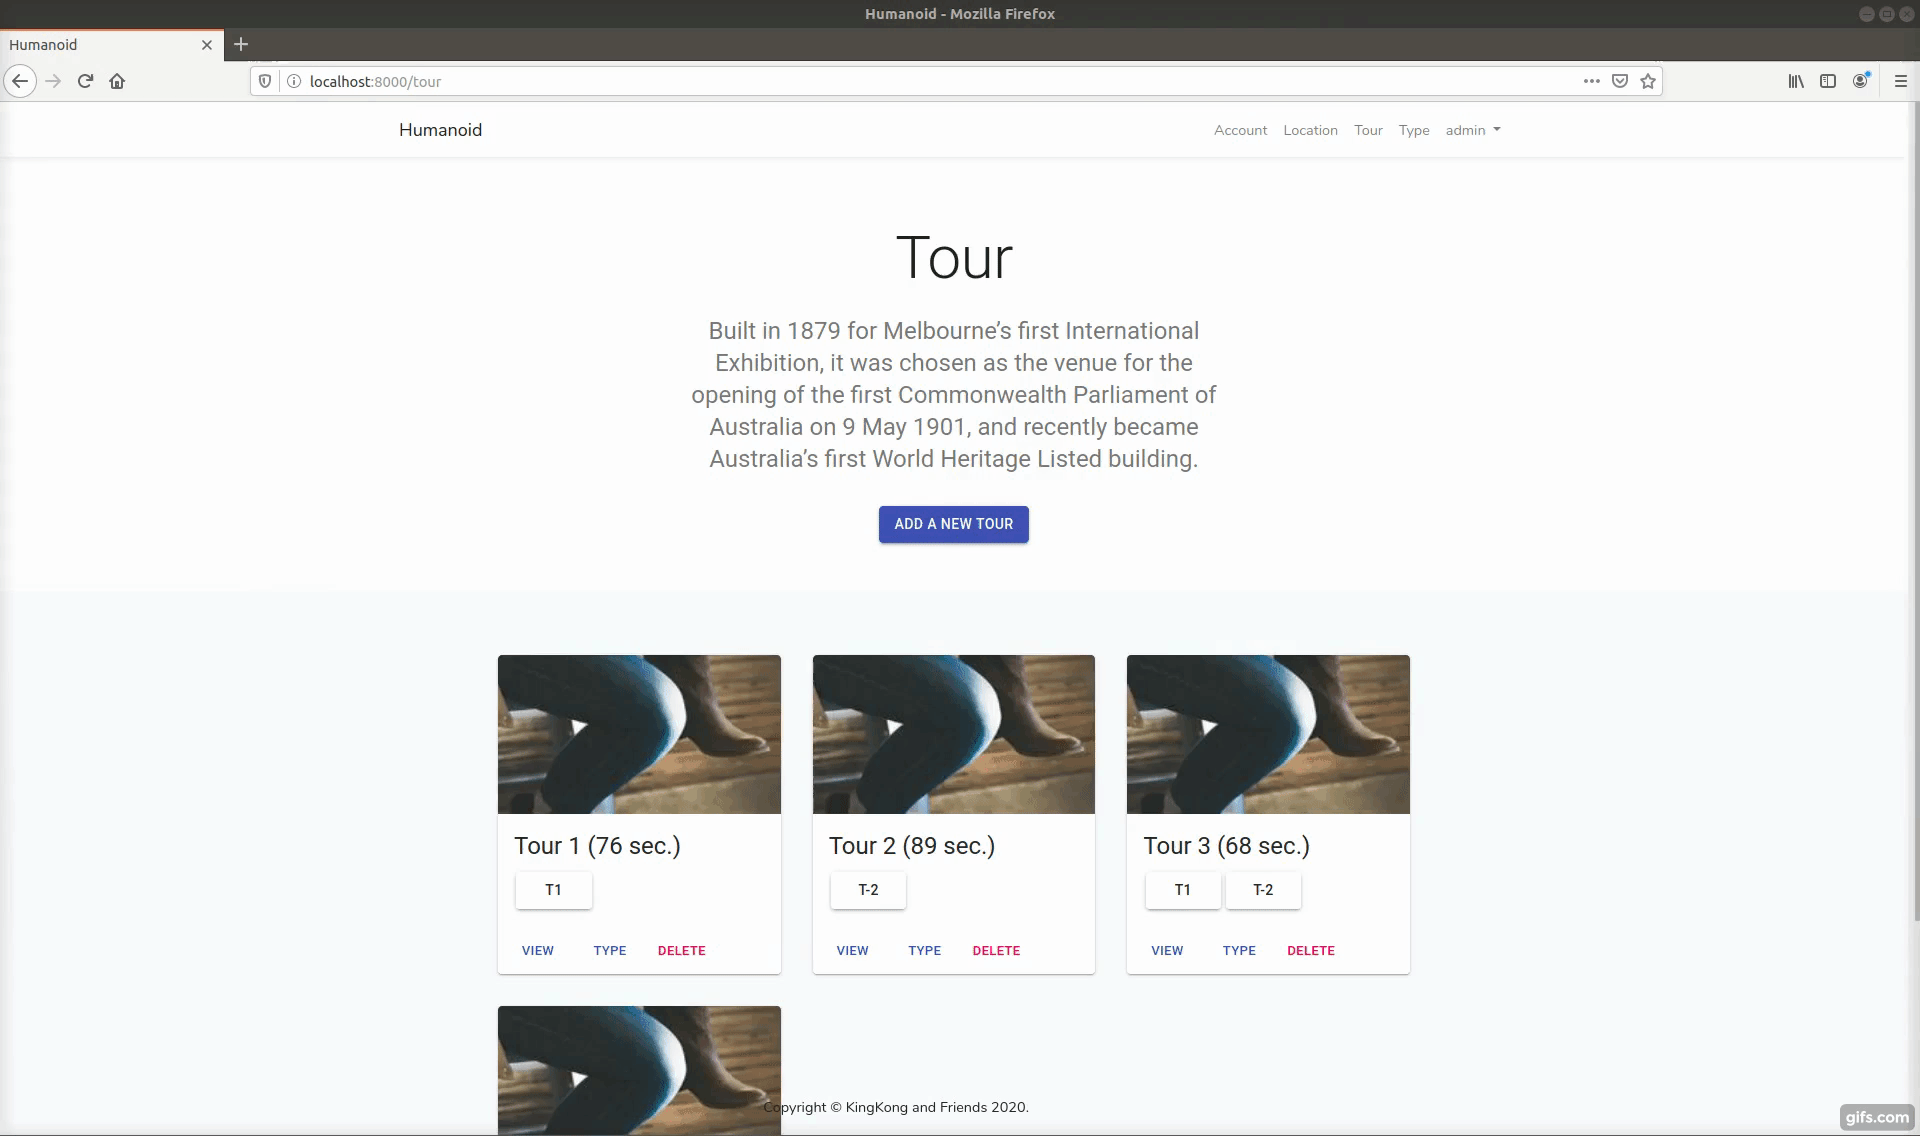 Humanoid - Mozilla Firefox
Humanoid
localhost:8000/tour
Humanoid
Account Location Tour Type admin
Tour
Built in 1879 for Melbourne’s first International
Exhibition, it was chosen as the venue for the
opening of the first Commonwealth Parliament of
Australia on 9 May 1901, and recently became
Australia’s first World Heritage Listed building.
ADD A NEW TOUR
Tour 1 (76 sec.)
T1
VIEW TYPE DELETE
Tour 2 (89 sec.)
T-2
VIEW TYPE DELETE
Tour 3 (68 sec.)
T1 T-2
VIEW TYPE DELETE
Copyright © KingKong and Friends 2020.
gifs.com